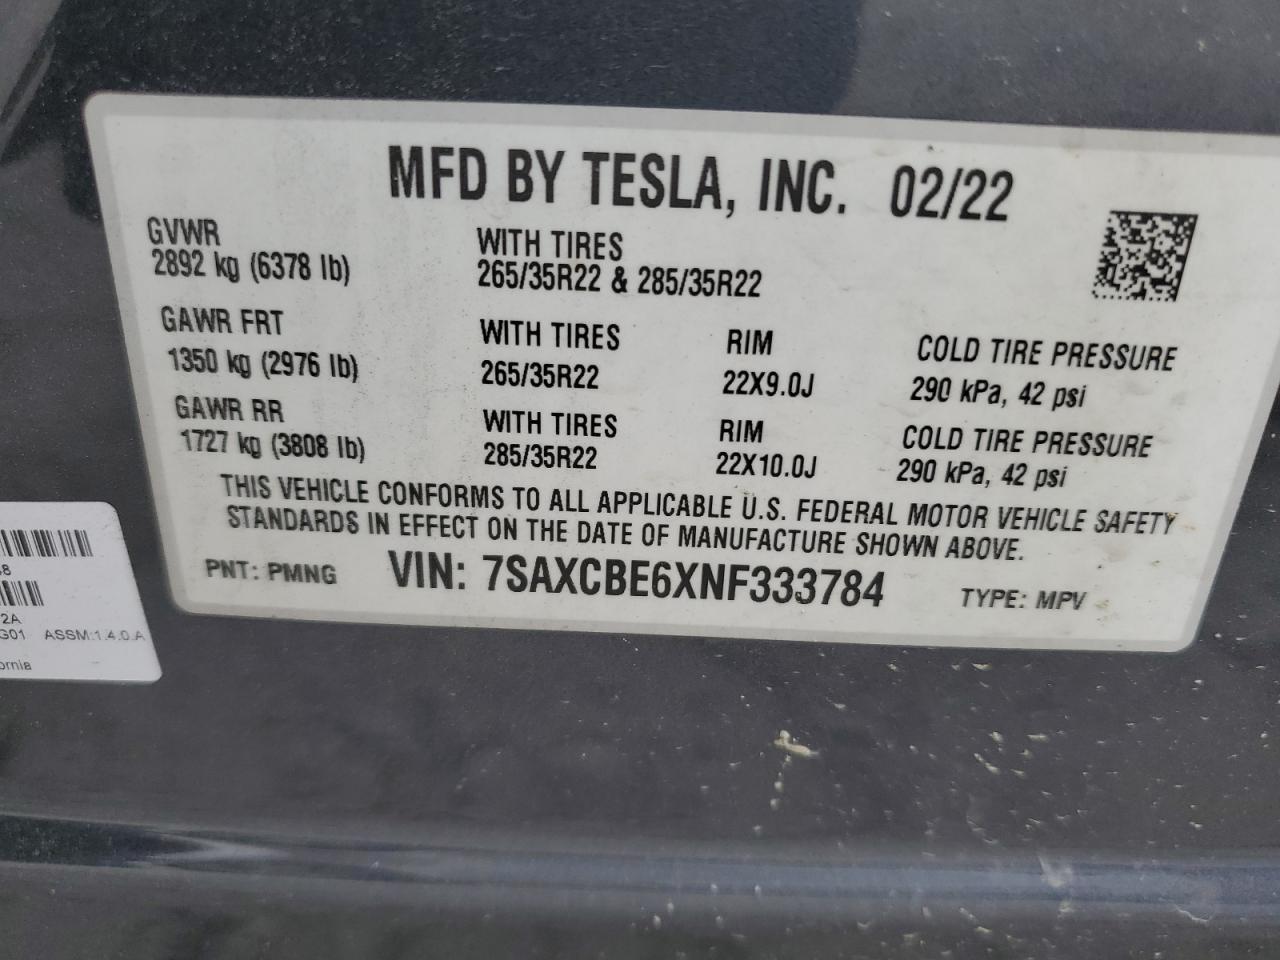 MFD BY TESLA, INC. 02/22
GVWR
2892 kg (6378 lb)
WITH TIRES
265/35R22 & 285/35R22
GAWR FRT
1350 kg (2976 lb)
WITH TIRES
265/35R22
RIM
22X9.0J
COLD TIRE PRESSURE
290 kPa, 42 psi
GAWR RR
1727 kg (3808 lb)
WITH TIRES
285/35R22
RIM
22X10.0J
COLD TIRE PRESSURE
290 kPa, 42 psi
THIS VEHICLE CONFORMS TO ALL APPLICABLE U.S. FEDERAL MOTOR VEHICLE SAFETY
STANDARDS IN EFFECT ON THE DATE OF MANUFACTURE SHOWN ABOVE.
PNT: PMNG VIN: 7SAXCBE6XNF333784 TYPE: MPV
2A
G01 ASSM:1.4.0.A